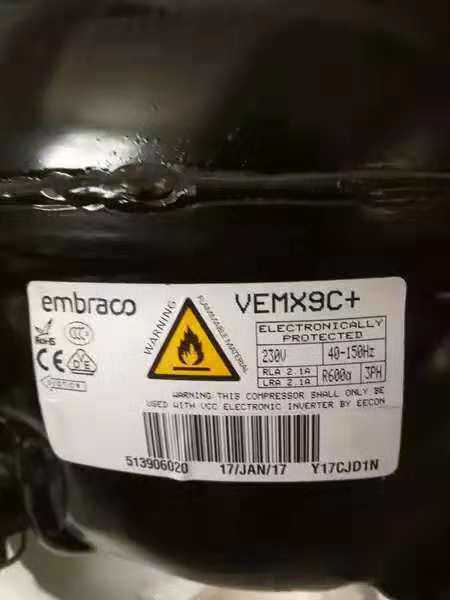 embraco
VEMX9C+
WARNING
FLAMMABLE MATERIAL
RoHS
CCC
CE
ELECTRONICALLY
PROTECTED
230V 40-150Hz
RLA 2.1A
LRA 2.1A
R600a 3PH
WARNING: THIS COMPRESSOR SHALL ONLY BE
USED WITH VCC ELECTRONIC INVERTER BY EECON
513906020 17/JAN/17 Y17CJD1N